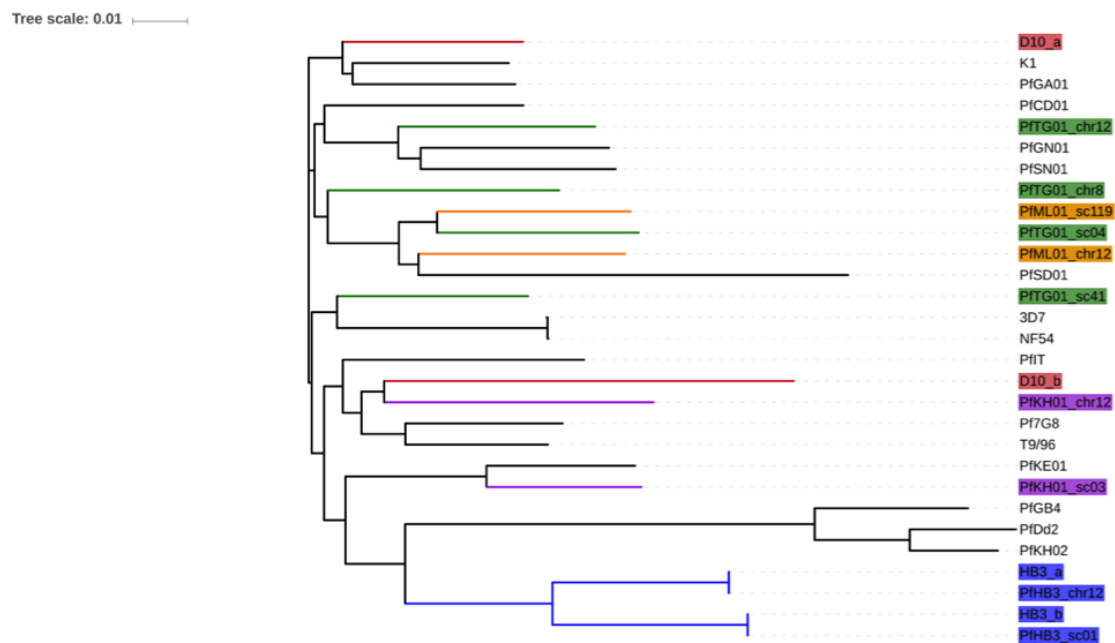 Tree scale: 0.01
D10_a
K1
PfGA01
PfCD01
PfTG01_chr12
PfGN01
PfSN01
PfTG01_chr8
PfML01_sc119
PfTG01_sc04
PfML01_chr12
PfSD01
PfTG01_sc41
3D7
NF54
PfIT
D10_b
PfKH01_chr12
Pf7G8
T9/96
PfKE01
PfKH01_sc03
PfGB4
PfDd2
PfKH02
HB3_a
PfHB3_chr12
HB3_b
PfHB3_sc01